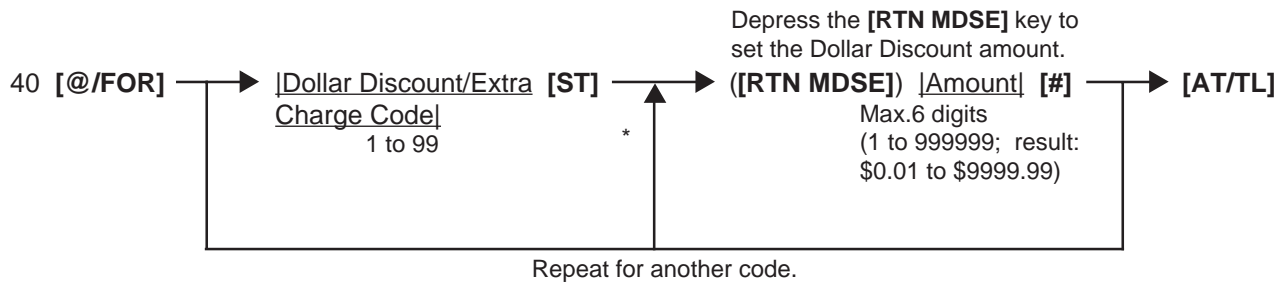 Depress the [RTN MDSE] key to
set the Dollar Discount amount.
40 [@/FOR] |Dollar Discount/Extra [ST] ([RTN MDSE]) |Amount| [#] [AT/TL]
Charge Code|
1 to 99
*
Max.6 digits
(1 to 999999; result:
$0.01 to $9999.99)
Repeat for another code.